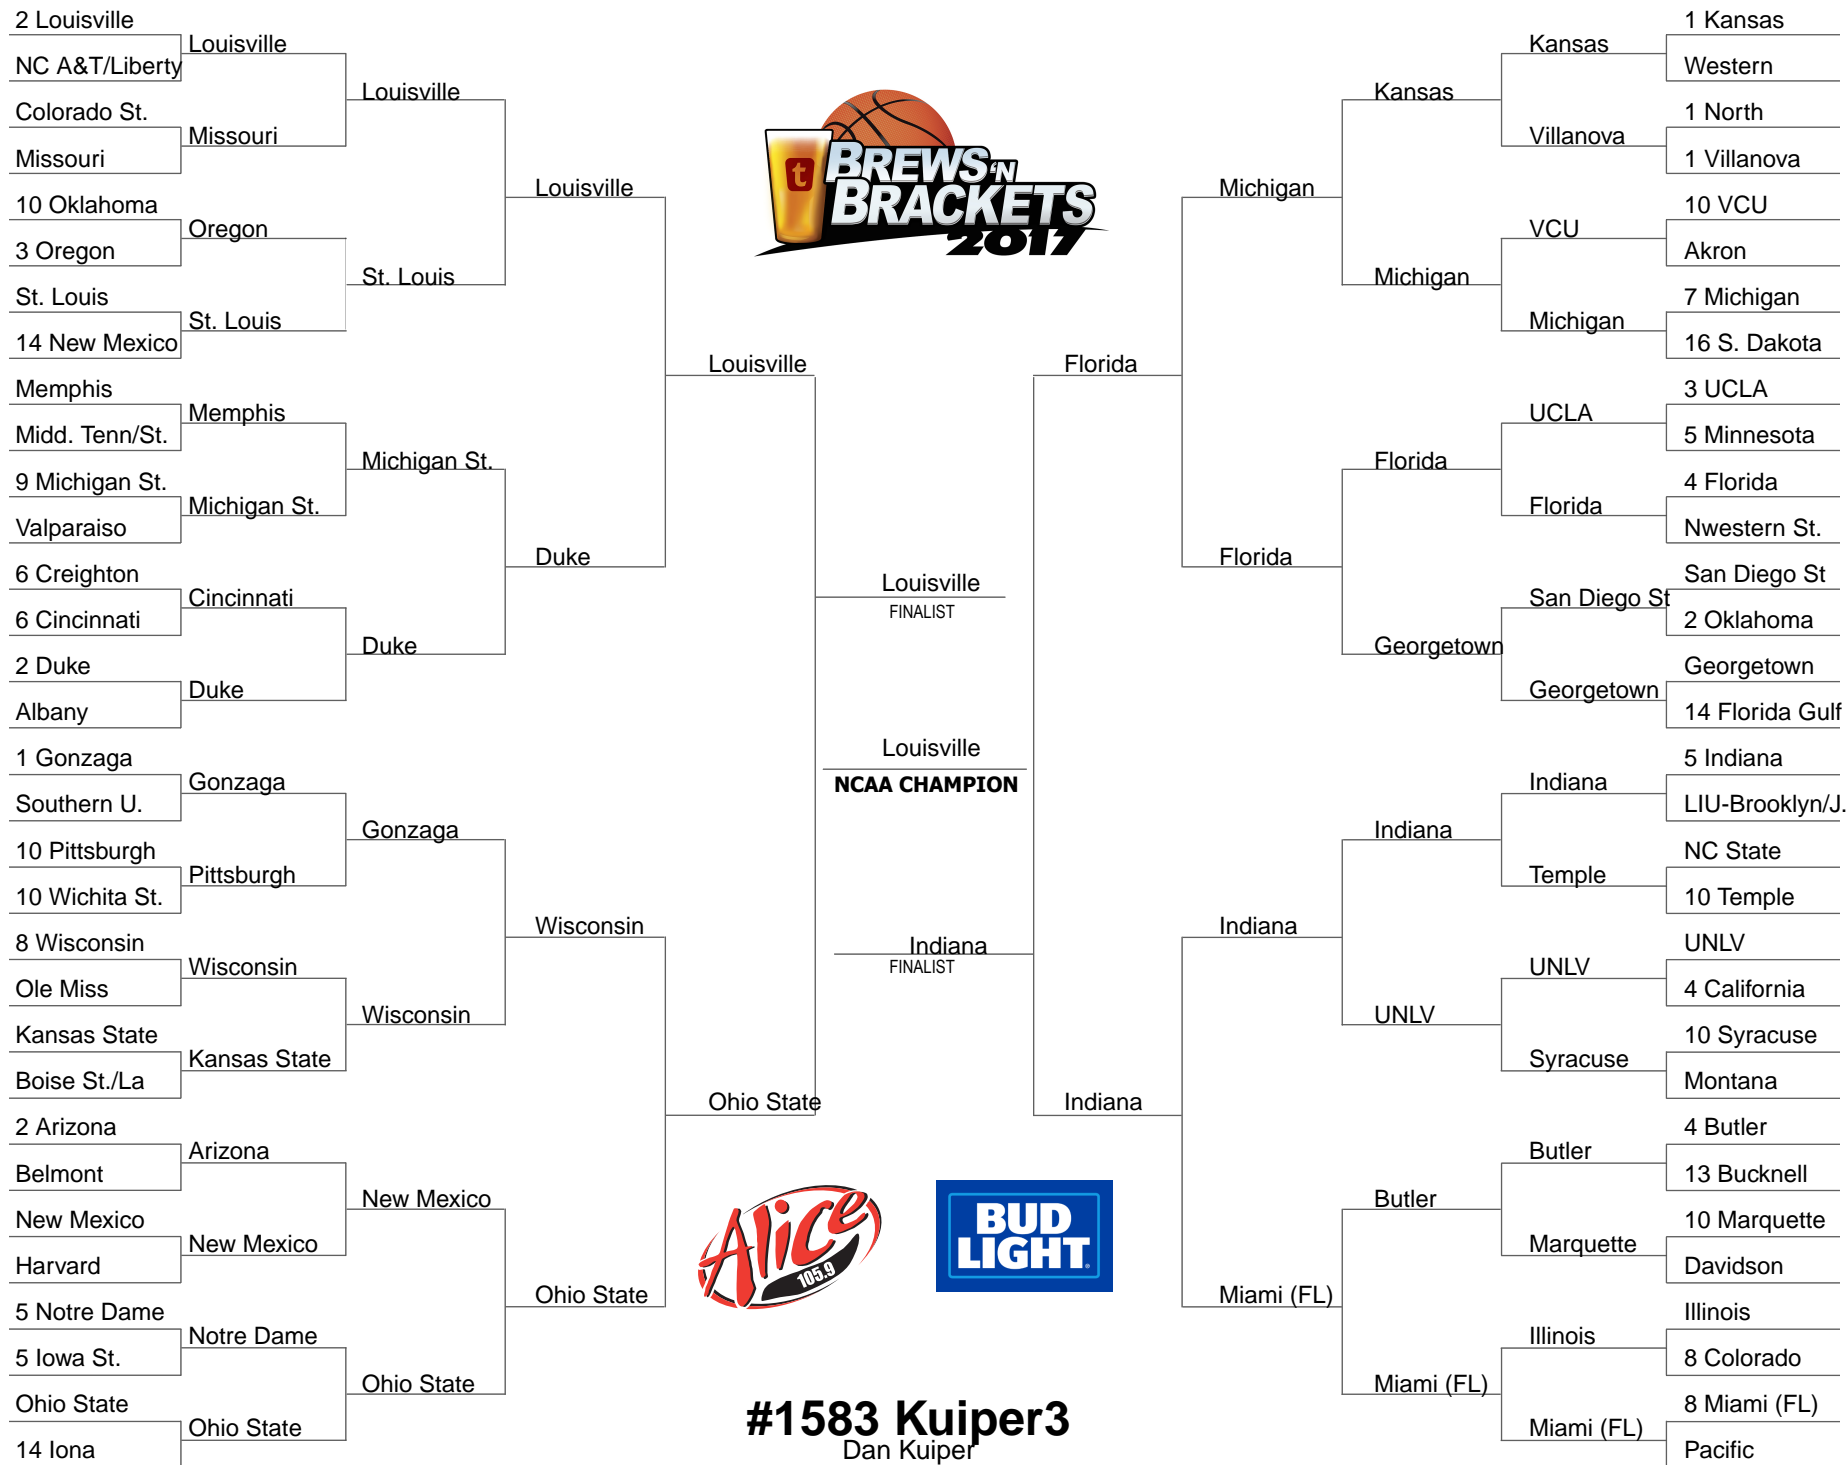 2 Louisville
NC A&T/Liberty
Colorado St.
Missouri
10 Oklahoma
3 Oregon
St. Louis
14 New Mexico
Memphis
Midd. Tenn/St.
9 Michigan St.
Valparaiso
6 Creighton
6 Cincinnati
2 Duke
Albany
1 Gonzaga
Southern U.
10 Pittsburgh
10 Wichita St.
8 Wisconsin
Ole Miss
Kansas State
Boise St./La
2 Arizona
Belmont
New Mexico
Harvard
5 Notre Dame
5 Iowa St.
Ohio State
14 Iona
Louisville
Missouri
Oregon
St. Louis
Memphis
Michigan St.
Cincinnati
Duke
Gonzaga
Pittsburgh
Wisconsin
Kansas State
Arizona
New Mexico
Notre Dame
Ohio State
Louisville
St. Louis
Michigan St.
Duke
Gonzaga
Wisconsin
New Mexico
Ohio State
Louisville
Duke
Wisconsin
Ohio State
Louisville
Ohio State
t
BREWS 'N
BRACKETS
2017
Louisville
FINALIST
Louisville
NCAA CHAMPION
Indiana
FINALIST
Alice
105.9
BUD
LIGHT
#1583 Kuiper3
Dan Kuiper
Florida
Indiana
Michigan
Florida
Indiana
Miami (FL)
Kansas
Michigan
Florida
Georgetown
Indiana
UNLV
Butler
Miami (FL)
Kansas
Villanova
VCU
Michigan
UCLA
Florida
San Diego St
Georgetown
Indiana
Temple
UNLV
Syracuse
Butler
Marquette
Illinois
Miami (FL)
1 Kansas
Western
1 North
1 Villanova
10 VCU
Akron
7 Michigan
16 S. Dakota
3 UCLA
5 Minnesota
4 Florida
Nwestern St.
San Diego St
2 Oklahoma
Georgetown
14 Florida Gulf
5 Indiana
LIU-Brooklyn/J.
NC State
10 Temple
UNLV
4 California
10 Syracuse
Montana
4 Butler
13 Bucknell
10 Marquette
Davidson
Illinois
8 Colorado
8 Miami (FL)
Pacific